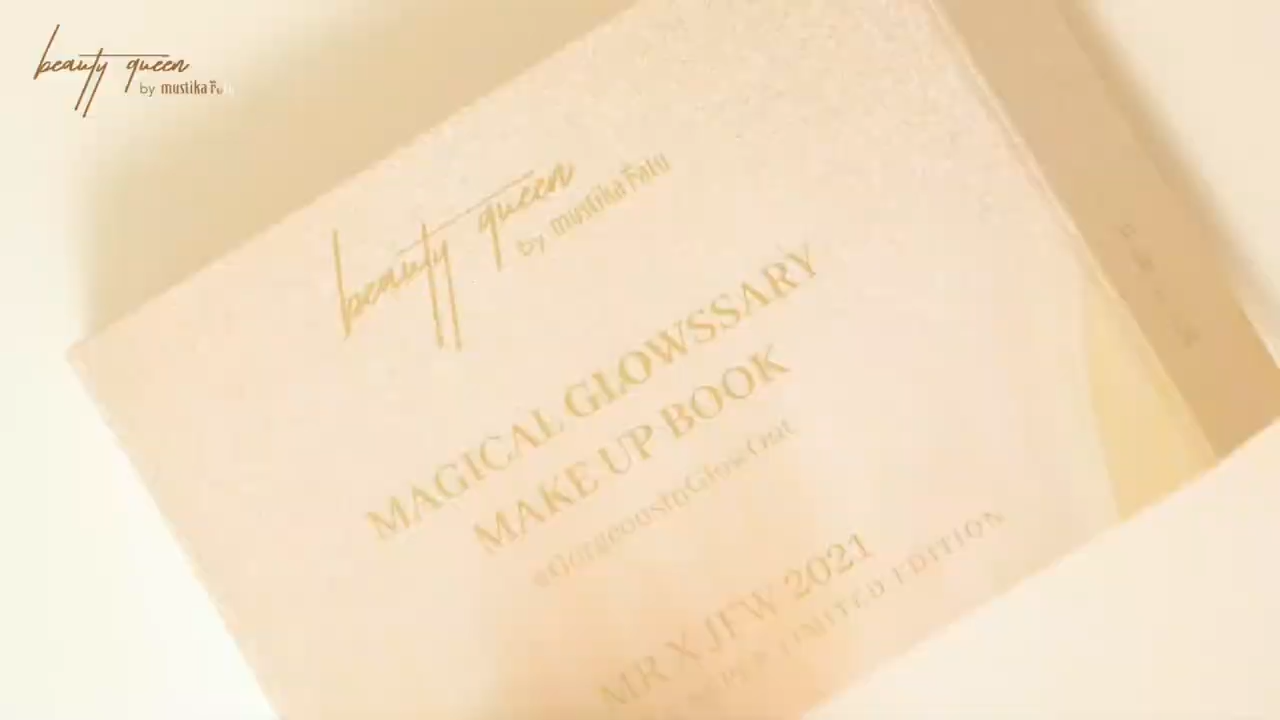 beauty queen
by mustika
beauty queen
by mustika Ratu
MAGICAL GLOWSSARY
MAKE UP BOOK
#GorgeousInGlowOut
MR X JFW 2021
LIMITED EDITION